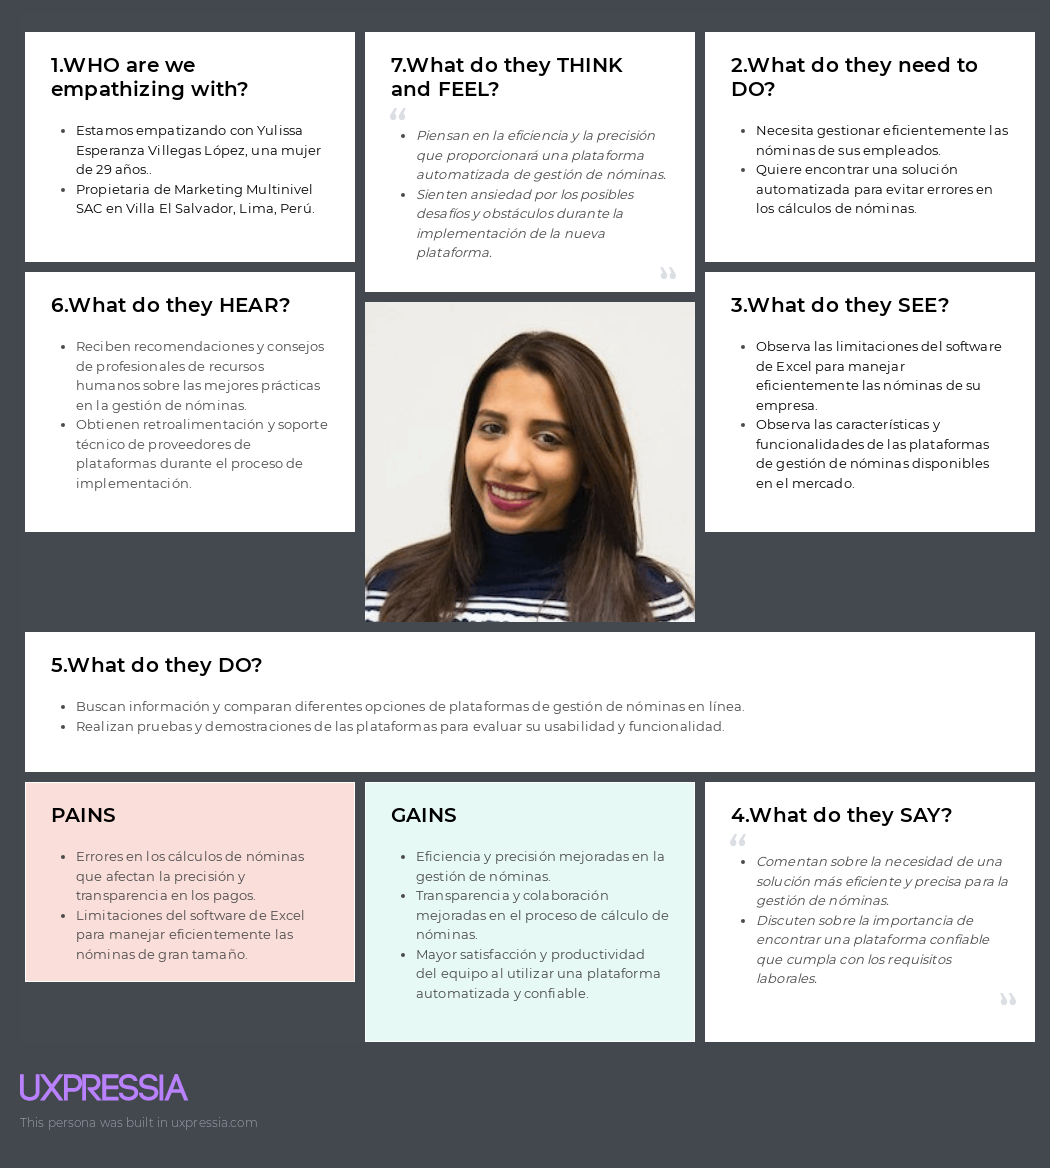 1.WHO are we
empathizing with?
Estamos empatizando con Yulissa
Esperanza Villegas López, una mujer
de 29 años..
Propietaria de Marketing Multinivel
SAC en Villa El Salvador, Lima, Perú.
7.What do they THINK
and FEEL?
“
Piensan en la eficiencia y la precisión
que proporcionará una plataforma
automatizada de gestión de nóminas.
Sienten ansiedad por los posibles
desafíos y obstáculos durante la
implementación de la nueva
plataforma.
”
2.What do they need to
DO?
Necesita gestionar eficientemente las
nóminas de sus empleados.
Quiere encontrar una solución
automatizada para evitar errores en
los cálculos de nóminas.
6.What do they HEAR?
Reciben recomendaciones y consejos
de profesionales de recursos
humanos sobre las mejores prácticas
en la gestión de nóminas.
Obtienen retroalimentación y soporte
técnico de proveedores de
plataformas durante el proceso de
implementación.
3.What do they SEE?
Observa las limitaciones del software
de Excel para manejar
eficientemente las nóminas de su
empresa.
Observa las características y
funcionalidades de las plataformas
de gestión de nóminas disponibles
en el mercado.
5.What do they DO?
Buscan información y comparan diferentes opciones de plataformas de gestión de nóminas en línea.
Realizan pruebas y demostraciones de las plataformas para evaluar su usabilidad y funcionalidad.
PAINS
Errores en los cálculos de nóminas
que afectan la precisión y
transparencia en los pagos.
Limitaciones del software de Excel
para manejar eficientemente las
nóminas de gran tamaño.
GAINS
Eficiencia y precisión mejoradas en la
gestión de nóminas.
Transparencia y colaboración
mejoradas en el proceso de cálculo de
nóminas.
Mayor satisfacción y productividad
del equipo al utilizar una plataforma
automatizada y confiable.
4.What do they SAY?
“
Comentan sobre la necesidad de una
solución más eficiente y precisa para la
gestión de nóminas.
Discuten sobre la importancia de
encontrar una plataforma confiable
que cumpla con los requisitos
laborales.
”
UXPRESSIA
This persona was built in uxpressia.com